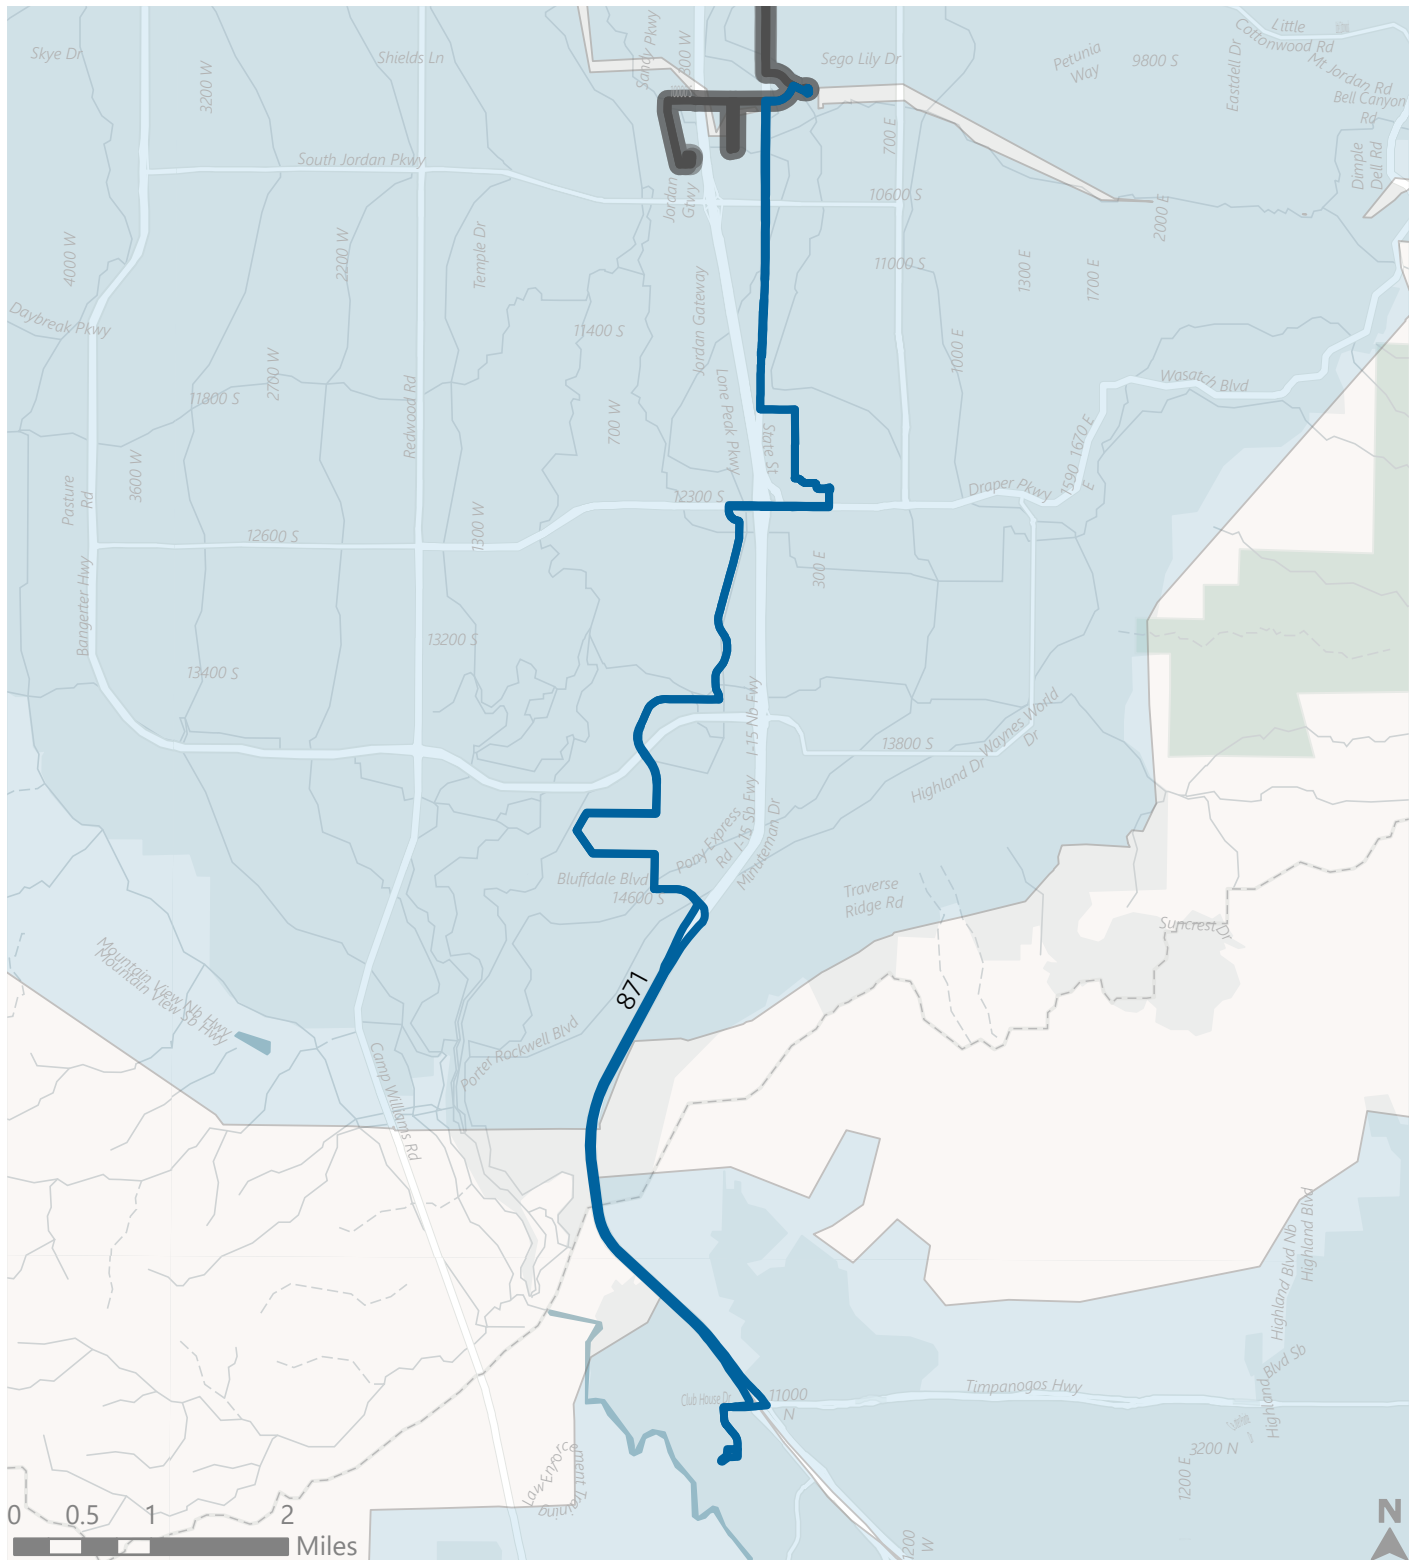 Skye Dr
3200 W
Shields Ln
Sandy Pkwy
300 W
Sego Lily Dr
Petunia
Way
9800 S
Eastdell Dr
Little
Cottonwood Rd
Mt Jordan Rd
Bell Canyon
Rd
Dimple
Dell Rd
700 E
South Jordan Pkwy
Jordan
Gtwy
10600 S
2000 E
4000 W
2200 W
Temple Dr
11000 S
1300 E
1700 E
Daybreak Pkwy
11400 S
Jordan Gateway
1000 E
2700 W
11800 S
Redwood Rd
700 W
Lone Peak Pkwy
State St
Wasatch Blvd
1590
1670 E
E
Pasture
Rd
3600 W
12300 S
Draper Pkwy
12600 S
1300 W
300 E
Bangerter Hwy
13200 S
13400 S
I-15 Nb Fwy
13800 S
Waynes World
Dr
Highland Dr
I-15 Sb Fwy
Pony Express
Rd
Minuteman Dr
Bluffdale Blvd
14600 S
Traverse
Ridge Rd
Suncrest Dr
Mountain View Nb Hwy
Mountain View Sb Hwy
871
Porter Rockwell Blvd
Camp Williams Rd
Highland Blvd Nb
Highland Blvd
Highland Blvd Sb
Timpanogos Hwy
Club House Dr
11000
N
3200 N
1200 E
Law Enforce
ment Training
1200
W
0 0.5 1 2
Miles
N